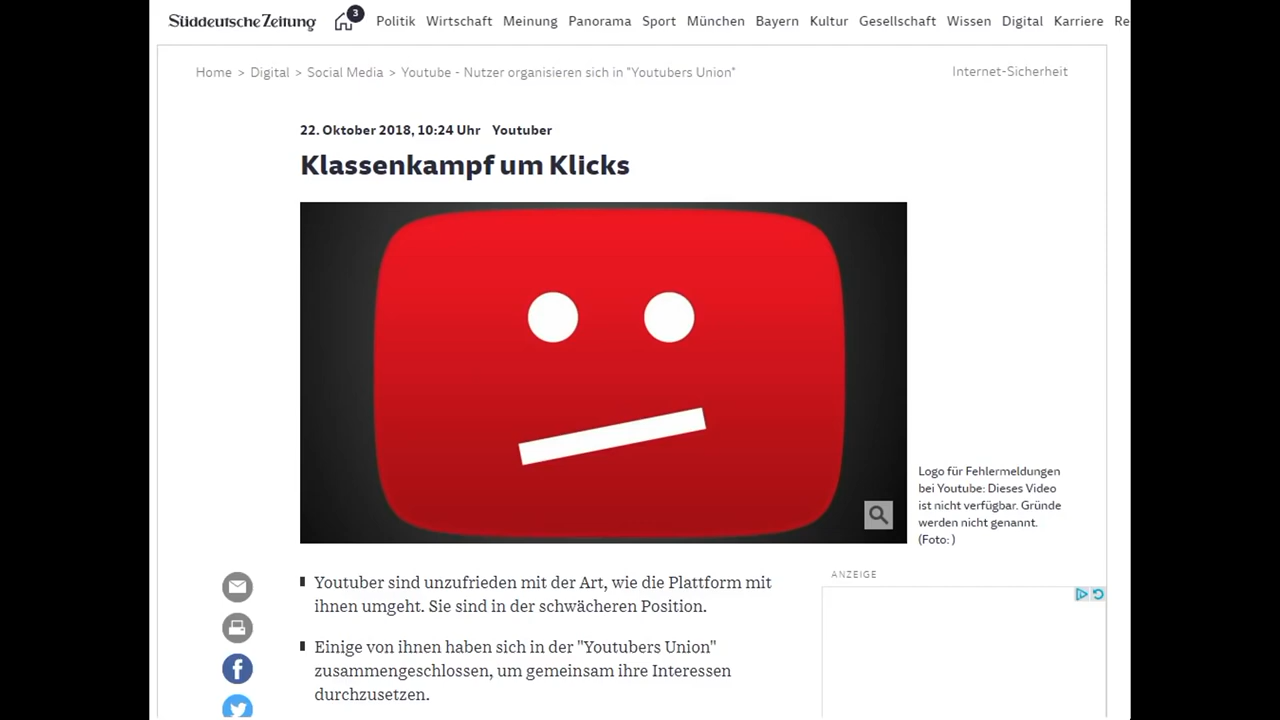 Süddeutsche Zeitung 3 Politik Wirtschaft Meinung Panorama Sport München Bayern Kultur Gesellschaft Wissen Digital Karriere Re
Home > Digital > Social Media > Youtube - Nutzer organisieren sich in "Youtubers Union"
Internet-Sicherheit
22. Oktober 2018, 10:24 Uhr Youtuber
Klassenkampf um Klicks
Logo für Fehlermeldungen
bei Youtube: Dieses Video
ist nicht verfügbar. Gründe
werden nicht genannt.
(Foto: )
Youtuber sind unzufrieden mit der Art, wie die Plattform mit
ihnen umgeht. Sie sind in der schwächeren Position.
Einige von ihnen haben sich in der "Youtubers Union"
zusammengeschlossen, um gemeinsam ihre Interessen
durchzusetzen.
ANZEIGE